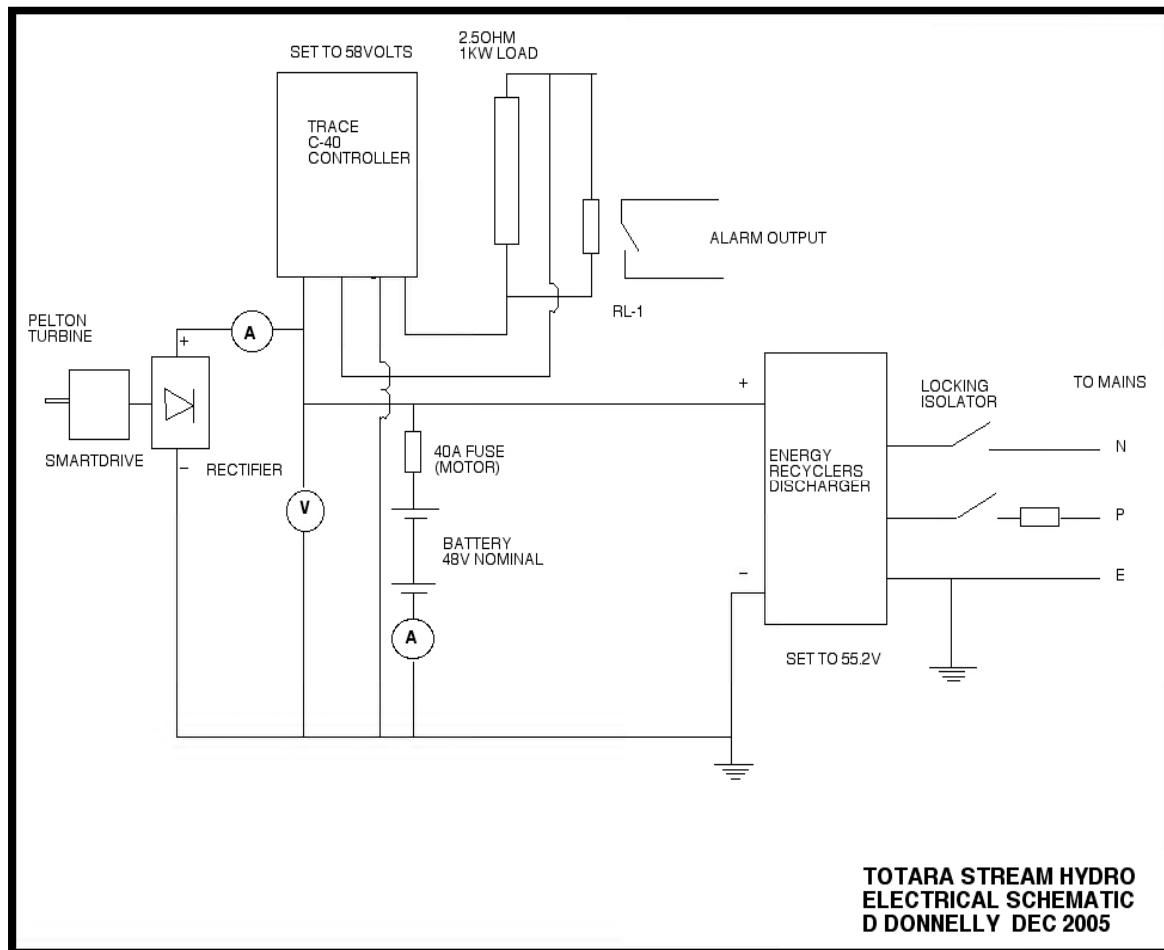 SET TO 58VOLTS
2.5OHM
1KW LOAD
TRACE
C-40
CONTROLLER
ALARM OUTPUT
RL-1
PELTON
TURBINE
A
+
SMARTDRIVE
–
RECTIFIER
V
40A FUSE
(MOTOR)
BATTERY
48V NOMINAL
A
+
–
ENERGY
RECYCLERS
DISCHARGER
SET TO 55.2V
LOCKING
ISOLATOR
TO MAINS
N
P
E
TOTARA STREAM HYDRO
ELECTRICAL SCHEMATIC
D DONNELLY DEC 2005